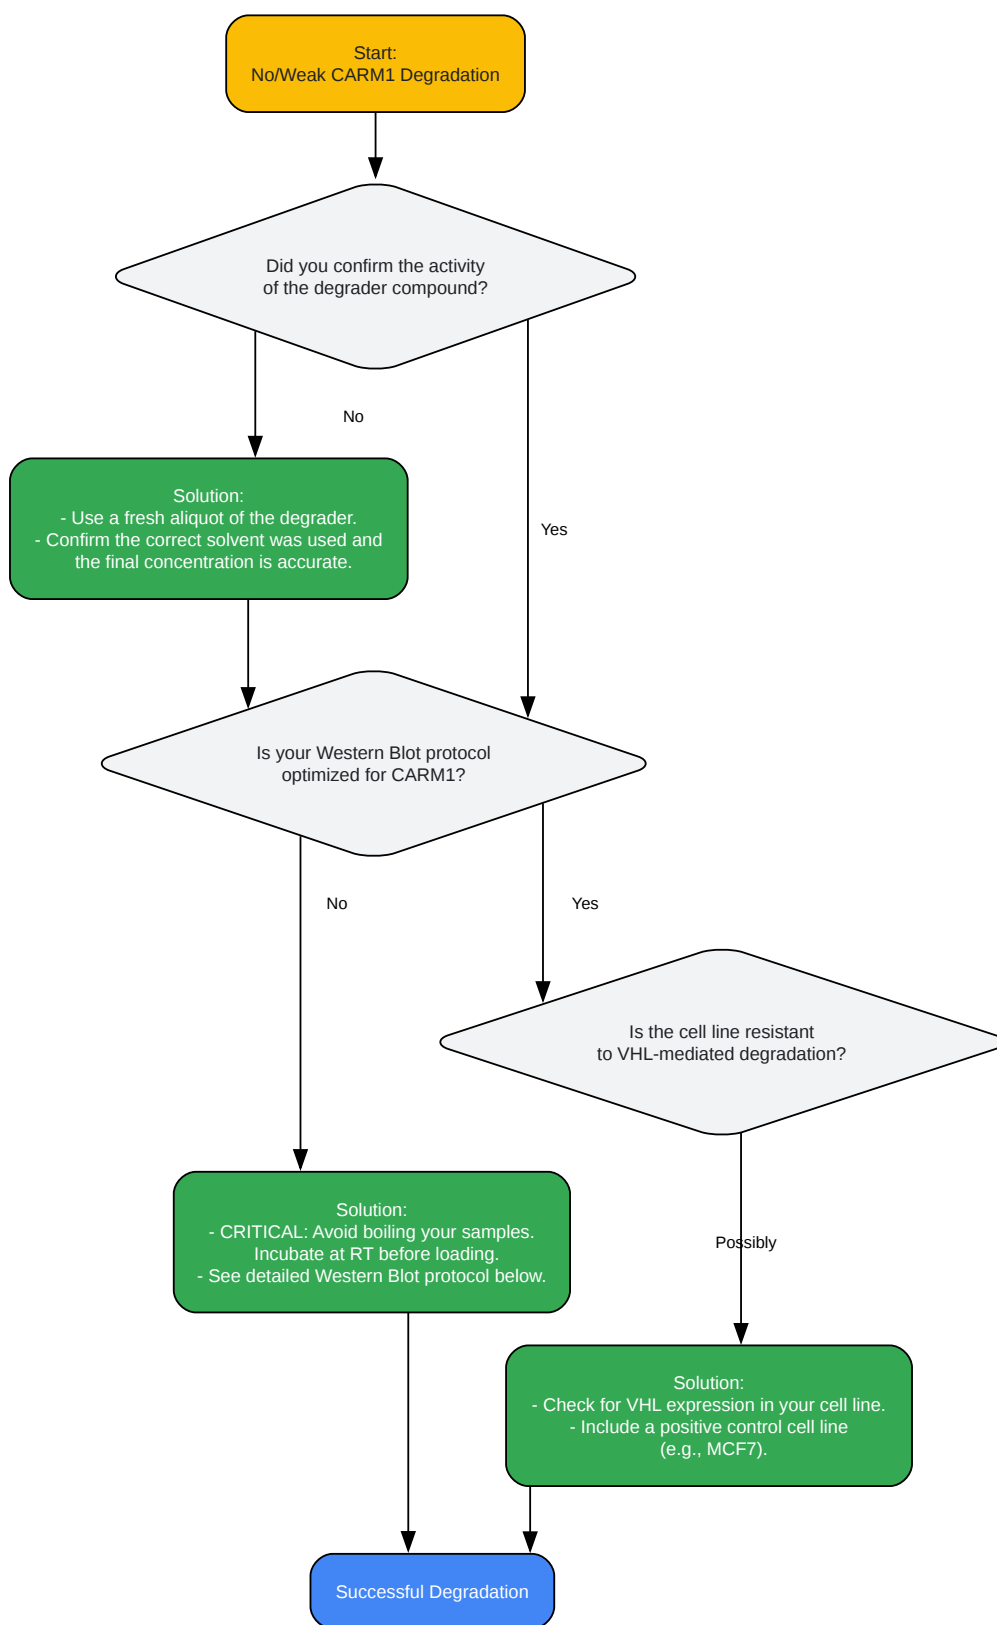 Start:
No/Weak CARM1 Degradation
Did you confirm the activity
of the degrader compound?
No
Solution:
- Use a fresh aliquot of the degrader.
- Confirm the correct solvent was used and
the final concentration is accurate.
Yes
Is your Western Blot protocol
optimized for CARM1?
No
Yes
Is the cell line resistant
to VHL-mediated degradation?
Solution:
- CRITICAL: Avoid boiling your samples.
Incubate at RT before loading.
- See detailed Western Blot protocol below.
Possibly
Solution:
- Check for VHL expression in your cell line.
- Include a positive control cell line
(e.g., MCF7).
Successful Degradation